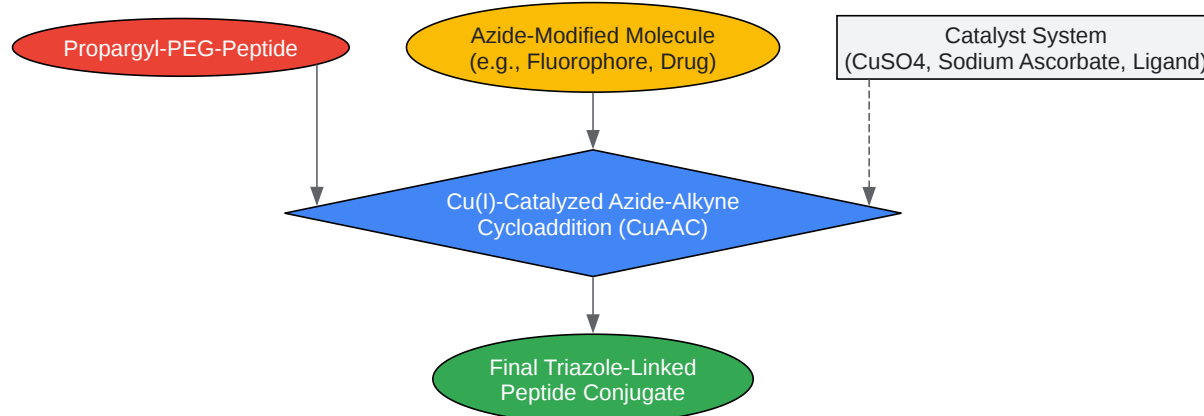 Propargyl-PEG-Peptide
Azide-Modified Molecule
(e.g., Fluorophore, Drug)
Catalyst System
(CuSO4, Sodium Ascorbate, Ligand)
Cu(I)-Catalyzed Azide-Alkyne
Cycloaddition (CuAAC)
Final Triazole-Linked
Peptide Conjugate